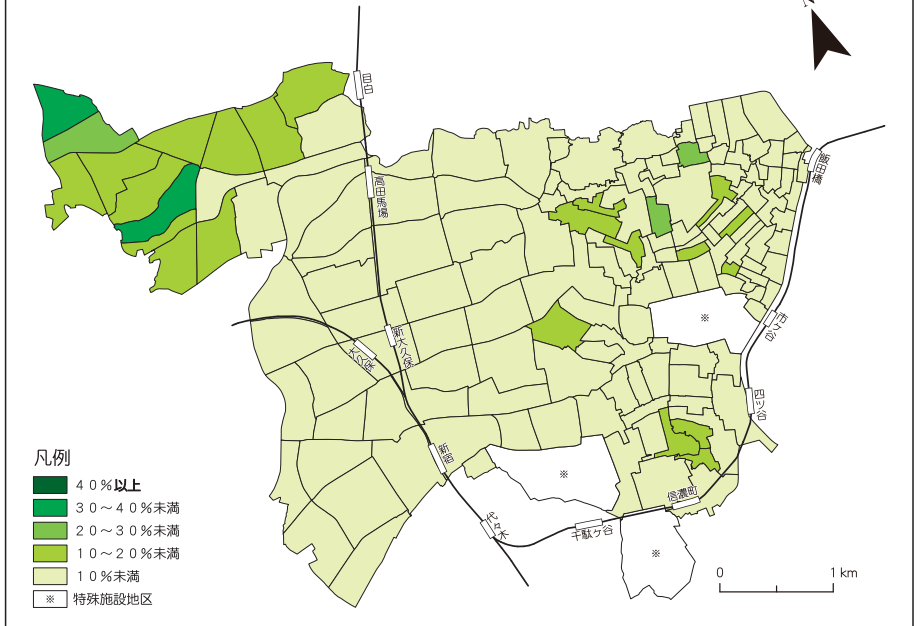 N
目白
飯田橋
高田馬場
※
市ヶ谷
新大久保
大久保
四ツ谷
新宿
※
信濃町
代々木
千駄ヶ谷
※
凡例
４０％以上
３０～４０％未満
２０～３０％未満
１０～２０％未満
１０％未満
※ 特殊施設地区
0 1 km